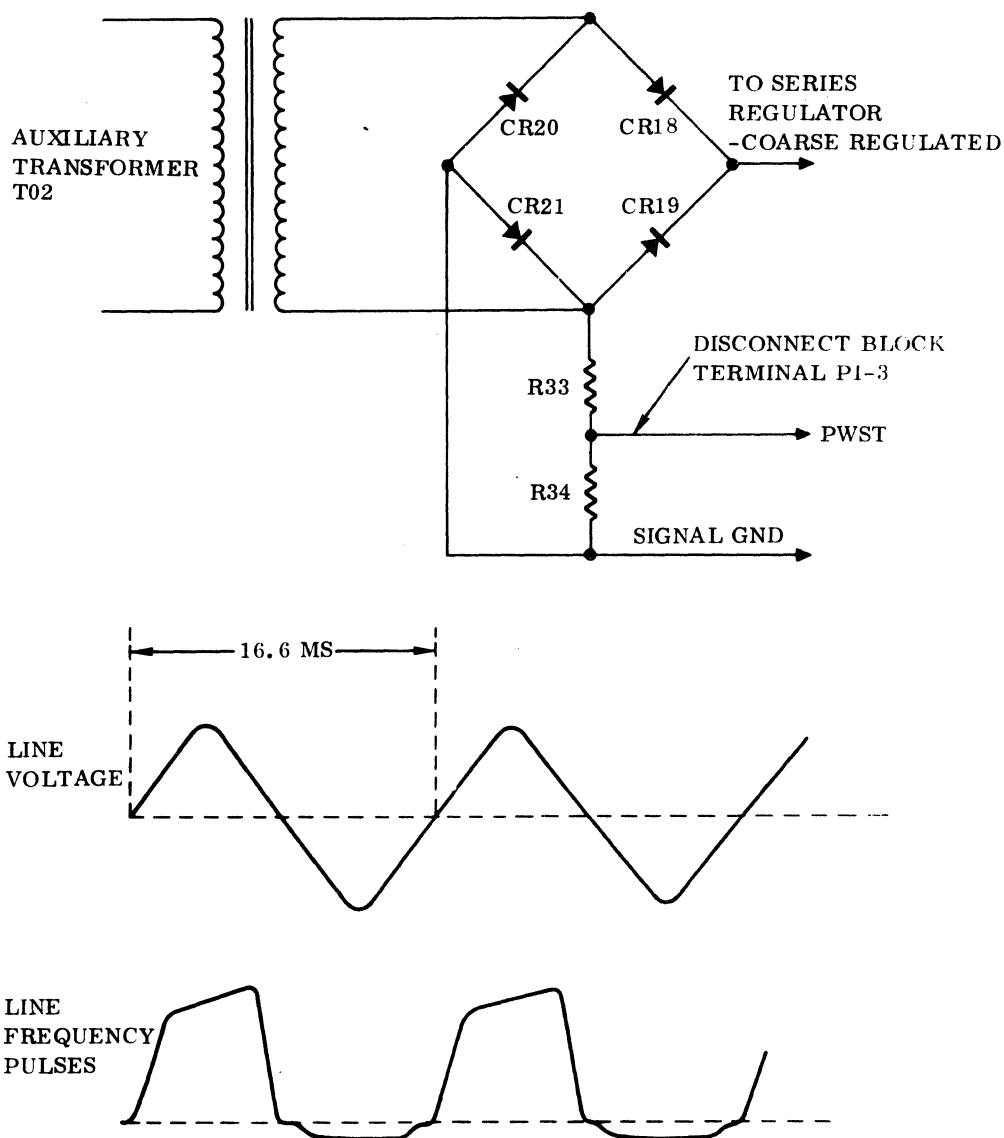 AUXILIARY
TRANSFORMER
T02
CR20
CR18
CR21
CR19
TO SERIES
REGULATOR
-COARSE REGULATED
R33
DISCONNECT BLOCK
TERMINAL P1-3
PWST
R34
SIGNAL GND
16.6 MS
LINE
VOLTAGE
LINE
FREQUENCY
PULSES